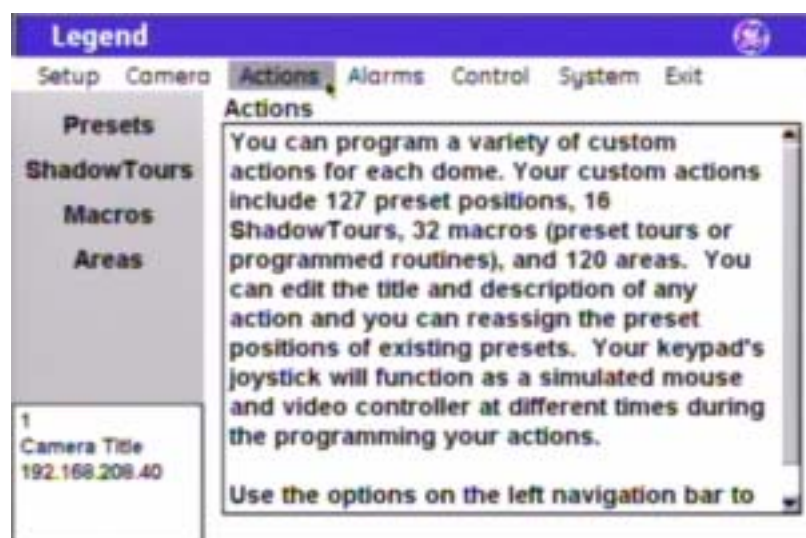 Legend
Setup Camera Actions Alarms Control System Exit
Presets
ShadowTours
Macros
Areas
Actions
You can program a variety of custom
actions for each dome. Your custom actions
include 127 preset positions, 16
ShadowTours, 32 macros (preset tours or
programmed routines), and 120 areas. You
can edit the title and description of any
action and you can reassign the preset
positions of existing presets. Your keypad's
joystick will function as a simulated mouse
and video controller at different times during
the programming your actions.
Use the options on the left navigation bar to
1
Camera Title
192.168.208.40